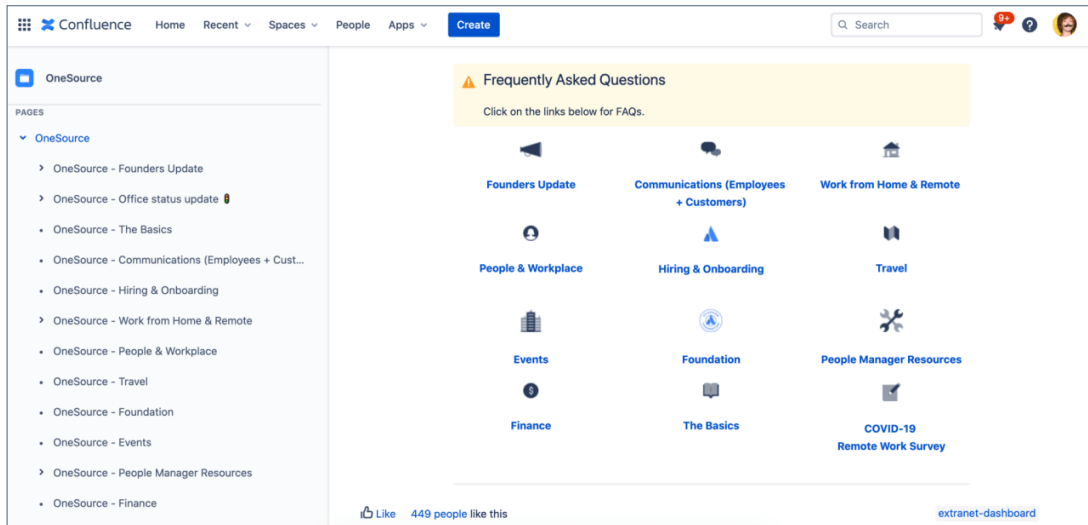 Confluence Home Recent Spaces People Apps Create Search 9+
OneSource
PAGES
OneSource
OneSource - Founders Update
OneSource - Office status update
OneSource - The Basics
OneSource - Communications (Employees + Cust...
OneSource - Hiring & Onboarding
OneSource - Work from Home & Remote
OneSource - People & Workplace
OneSource - Travel
OneSource - Foundation
OneSource - Events
OneSource - People Manager Resources
OneSource - Finance
Frequently Asked Questions
Click on the links below for FAQs.
Founders Update
Communications (Employees
+ Customers)
Work from Home & Remote
People & Workplace
Hiring & Onboarding
Travel
Events
Foundation
People Manager Resources
Finance
The Basics
COVID-19
Remote Work Survey
Like 449 people like this
extranet-dashboard